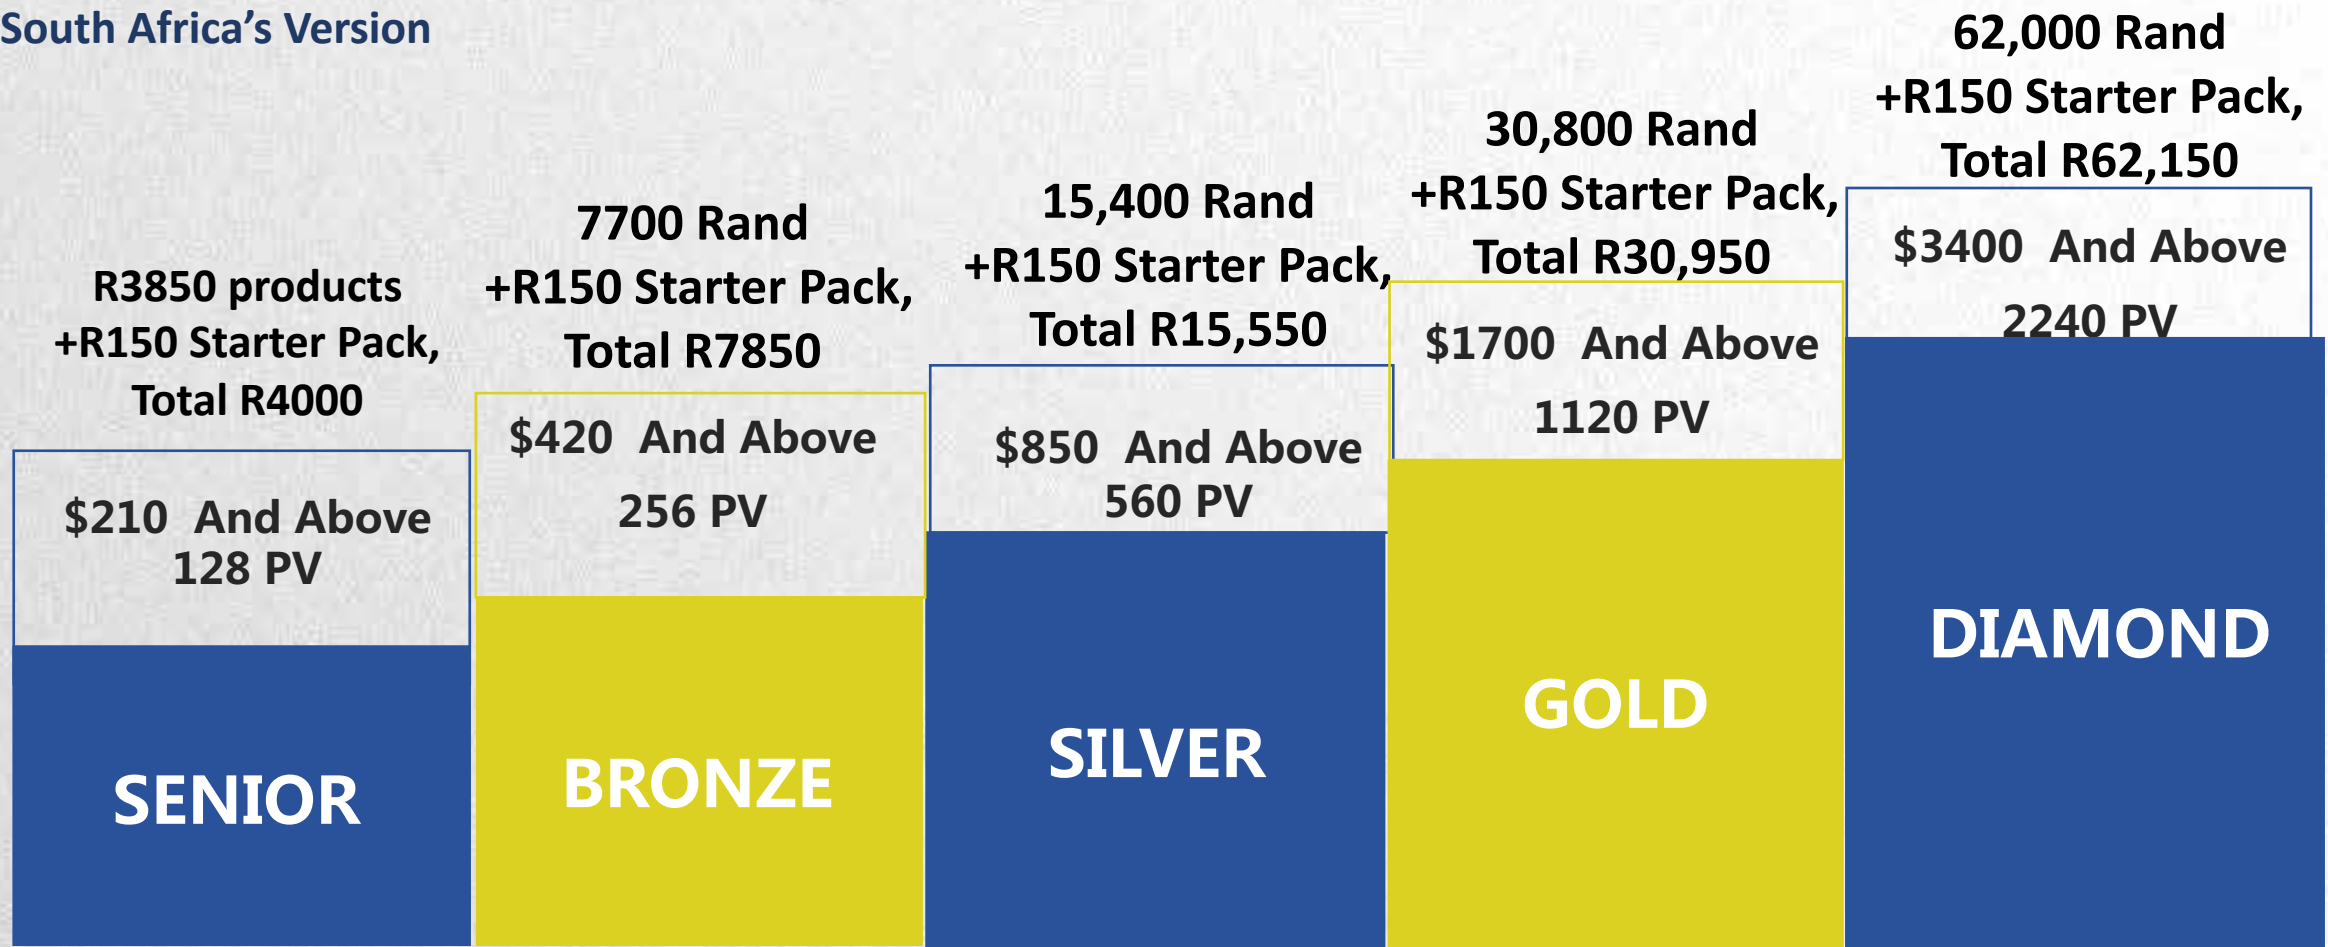 South Africa's Version
R3850 products
+R150 Starter Pack,
Total R4000
$210 And Above
128 PV
SENIOR
7700 Rand
+R150 Starter Pack,
Total R7850
$420 And Above
256 PV
BRONZE
15,400 Rand
+R150 Starter Pack,
Total R15,550
$850 And Above
560 PV
SILVER
30,800 Rand
+R150 Starter Pack,
Total R30,950
$1700 And Above
1120 PV
GOLD
62,000 Rand
+R150 Starter Pack,
Total R62,150
$3400 And Above
2240 PV
DIAMOND